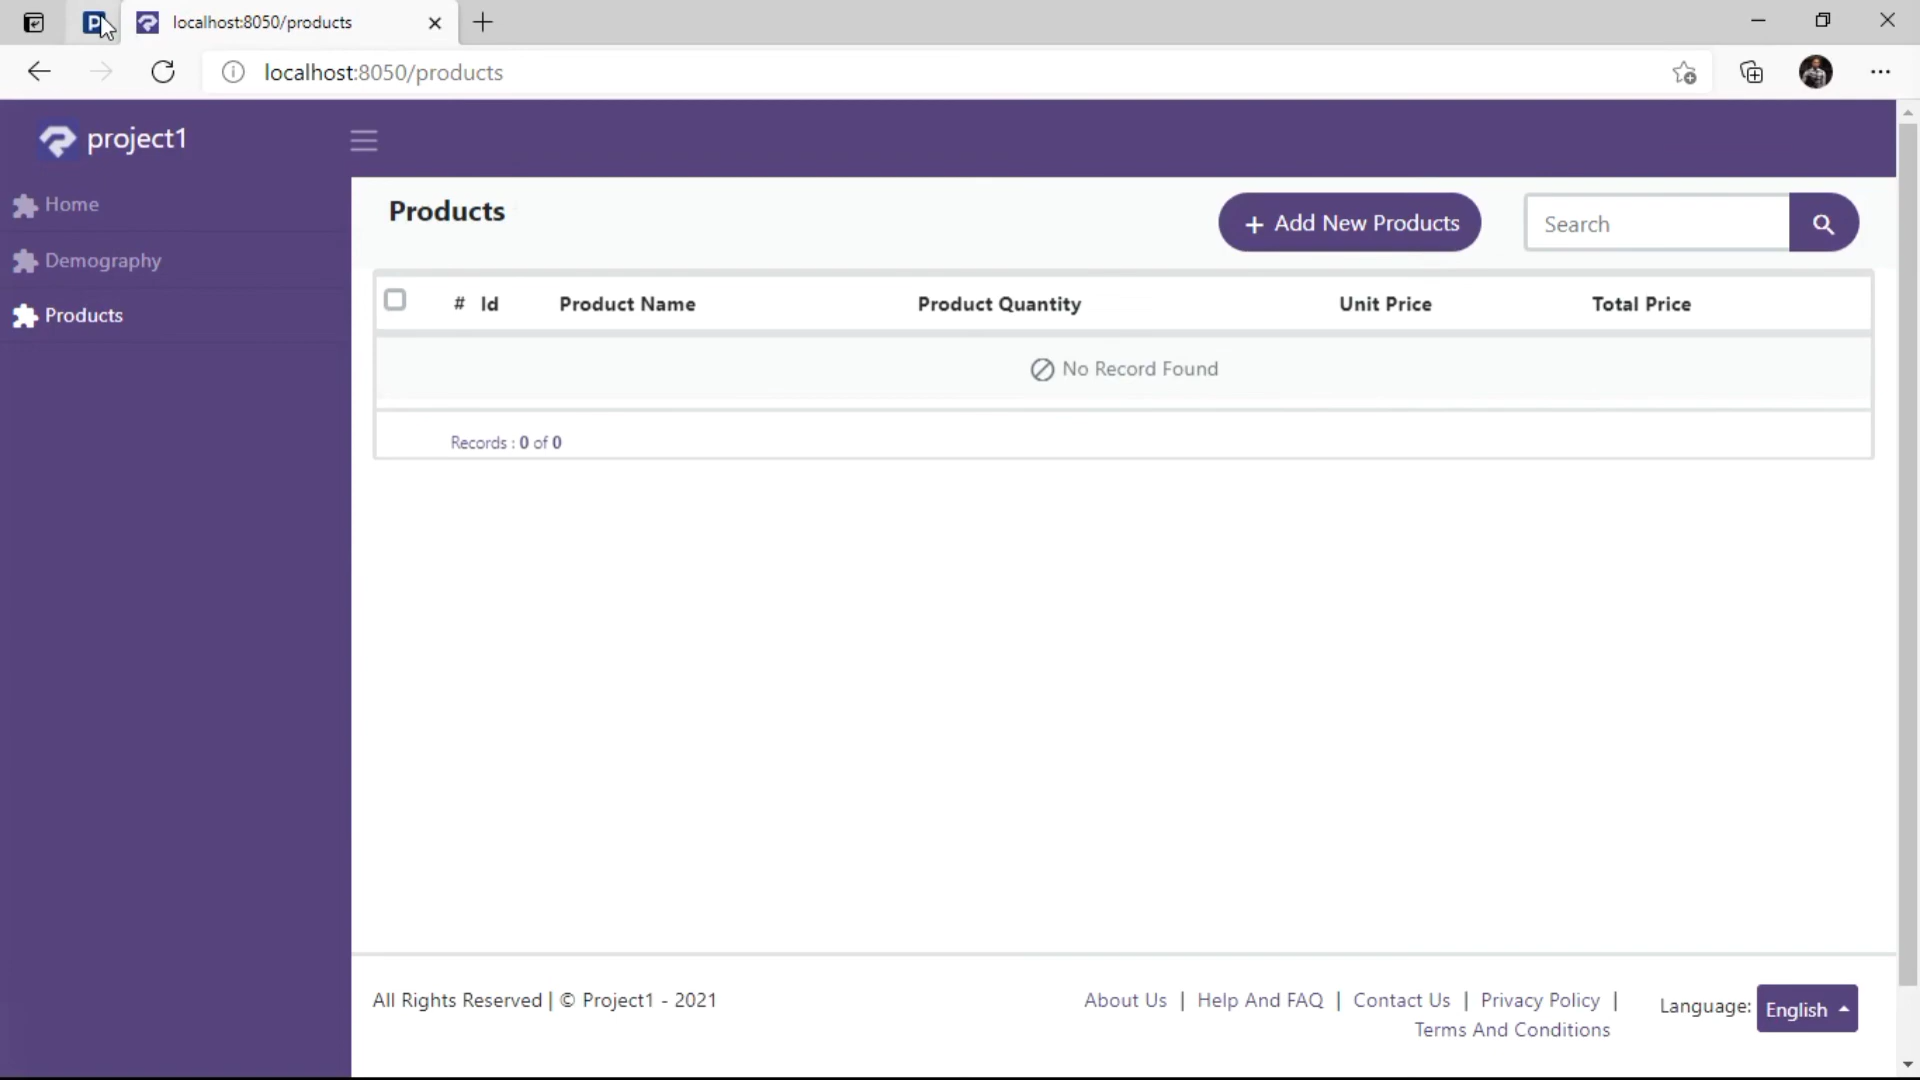 localhost:8050/products
localhost:8050/products
project1
Home
Demography
Products
Products
+ Add New Products
Search
# Id Product Name Product Quantity Unit Price Total Price
No Record Found
Records : 0 of 0
All Rights Reserved | © Project1 - 2021
About Us | Help And FAQ | Contact Us | Privacy Policy |
Terms And Conditions
Language: English